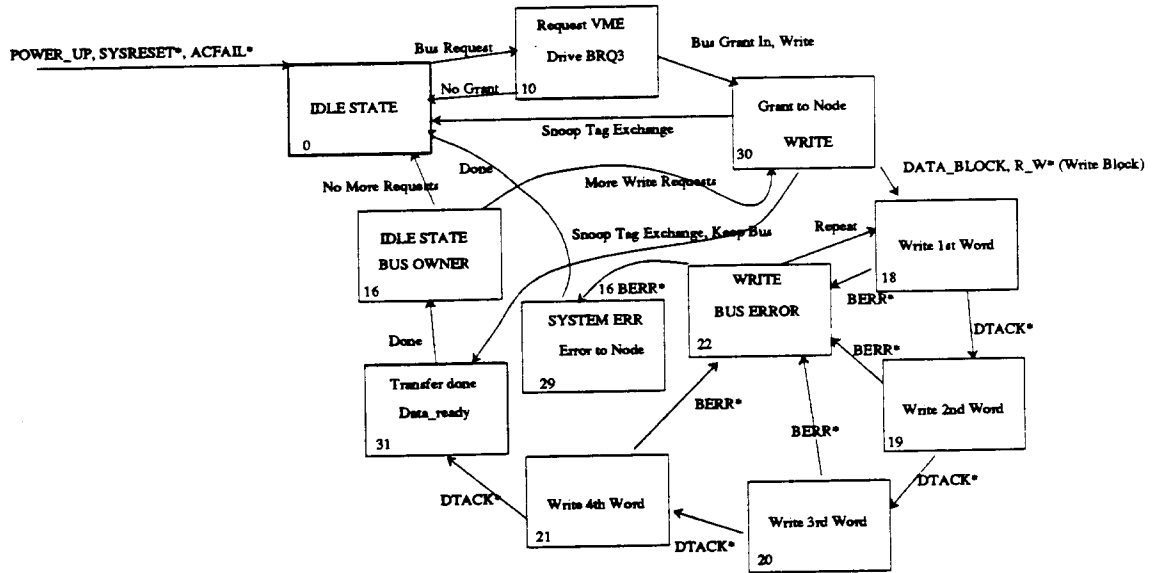 Request VME
POWER_UP, SYSRESET*, ACFAIL*
Bus Request
Drive BRQ3
Bus Grant In, Write
No Grant
10
IDLE STATE
0
Grant to Node
WRITE
30
Snoop Tag Exchange
Done
DATA_BLOCK, R_W* (Write Block)
No More Requests
More Write Requests
IDLE STATE
BUS OWNER
16
Snoop Tag Exchange, Keep Bus
Repeat
Write 1st Word
18
WRITE
BUS ERROR
22
16 BERR*
BERR*
SYSTEM ERR
Error to Node
29
DTACK*
Done
BERR*
Transfer done
Data_ready
31
BERR*
Write 2nd Word
19
BERR*
DTACK*
DTACK*
Write 4th Word
21
Write 3rd Word
20
DTACK*